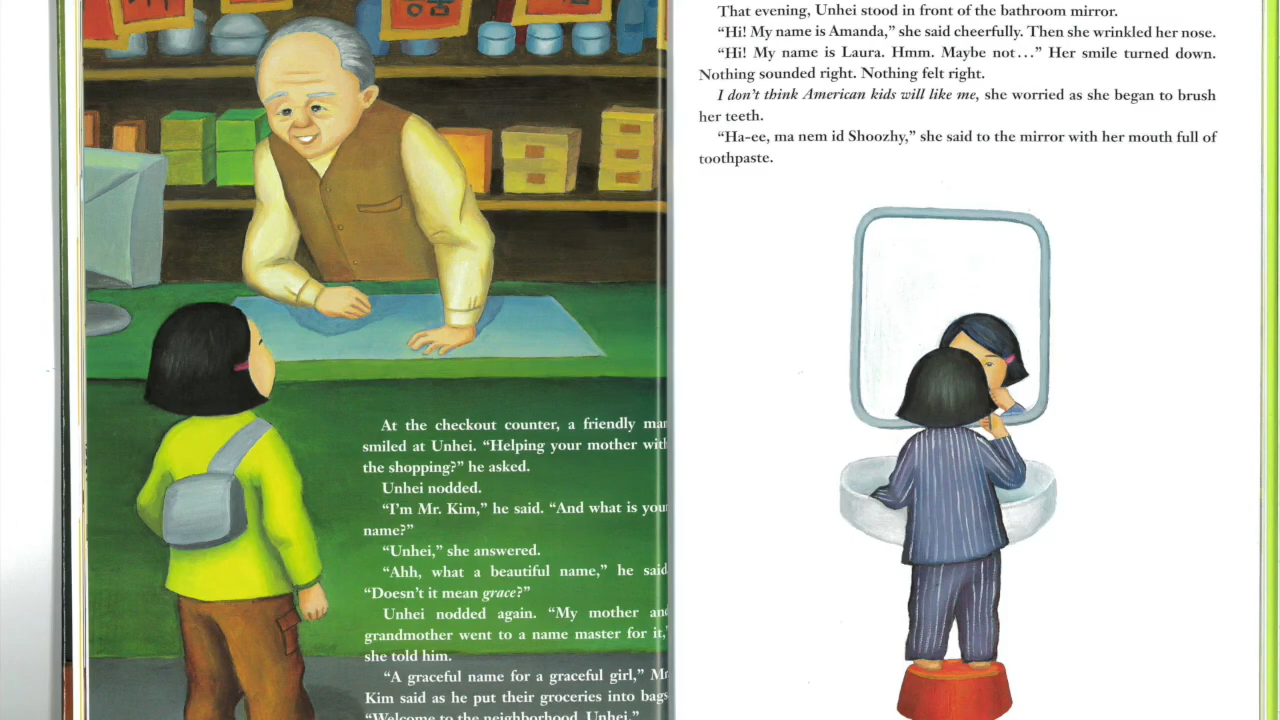 At the checkout counter, a friendly man
smiled at Unhei. “Helping your mother with
the shopping?” he asked.
Unhei nodded.
“I’m Mr. Kim,” he said. “And what is your
name?”
“Unhei,” she answered.
“Ahh, what a beautiful name,” he said.
“Doesn’t it mean grace?”
Unhei nodded again. “My mother and
grandmother went to a name master for it,”
she told him.
“A graceful name for a graceful girl,” Mr.
Kim said as he put their groceries into bags.
“Welcome to the neighborhood, Unhei.”
That evening, Unhei stood in front of the bathroom mirror.
“Hi! My name is Amanda,” she said cheerfully. Then she wrinkled her nose.
“Hi! My name is Laura. Hmm. Maybe not…” Her smile turned down.
Nothing sounded right. Nothing felt right.
I don’t think American kids will like me, she worried as she began to brush
her teeth.
“Ha-ee, ma nem id Shoozhy,” she said to the mirror with her mouth full of
toothpaste.